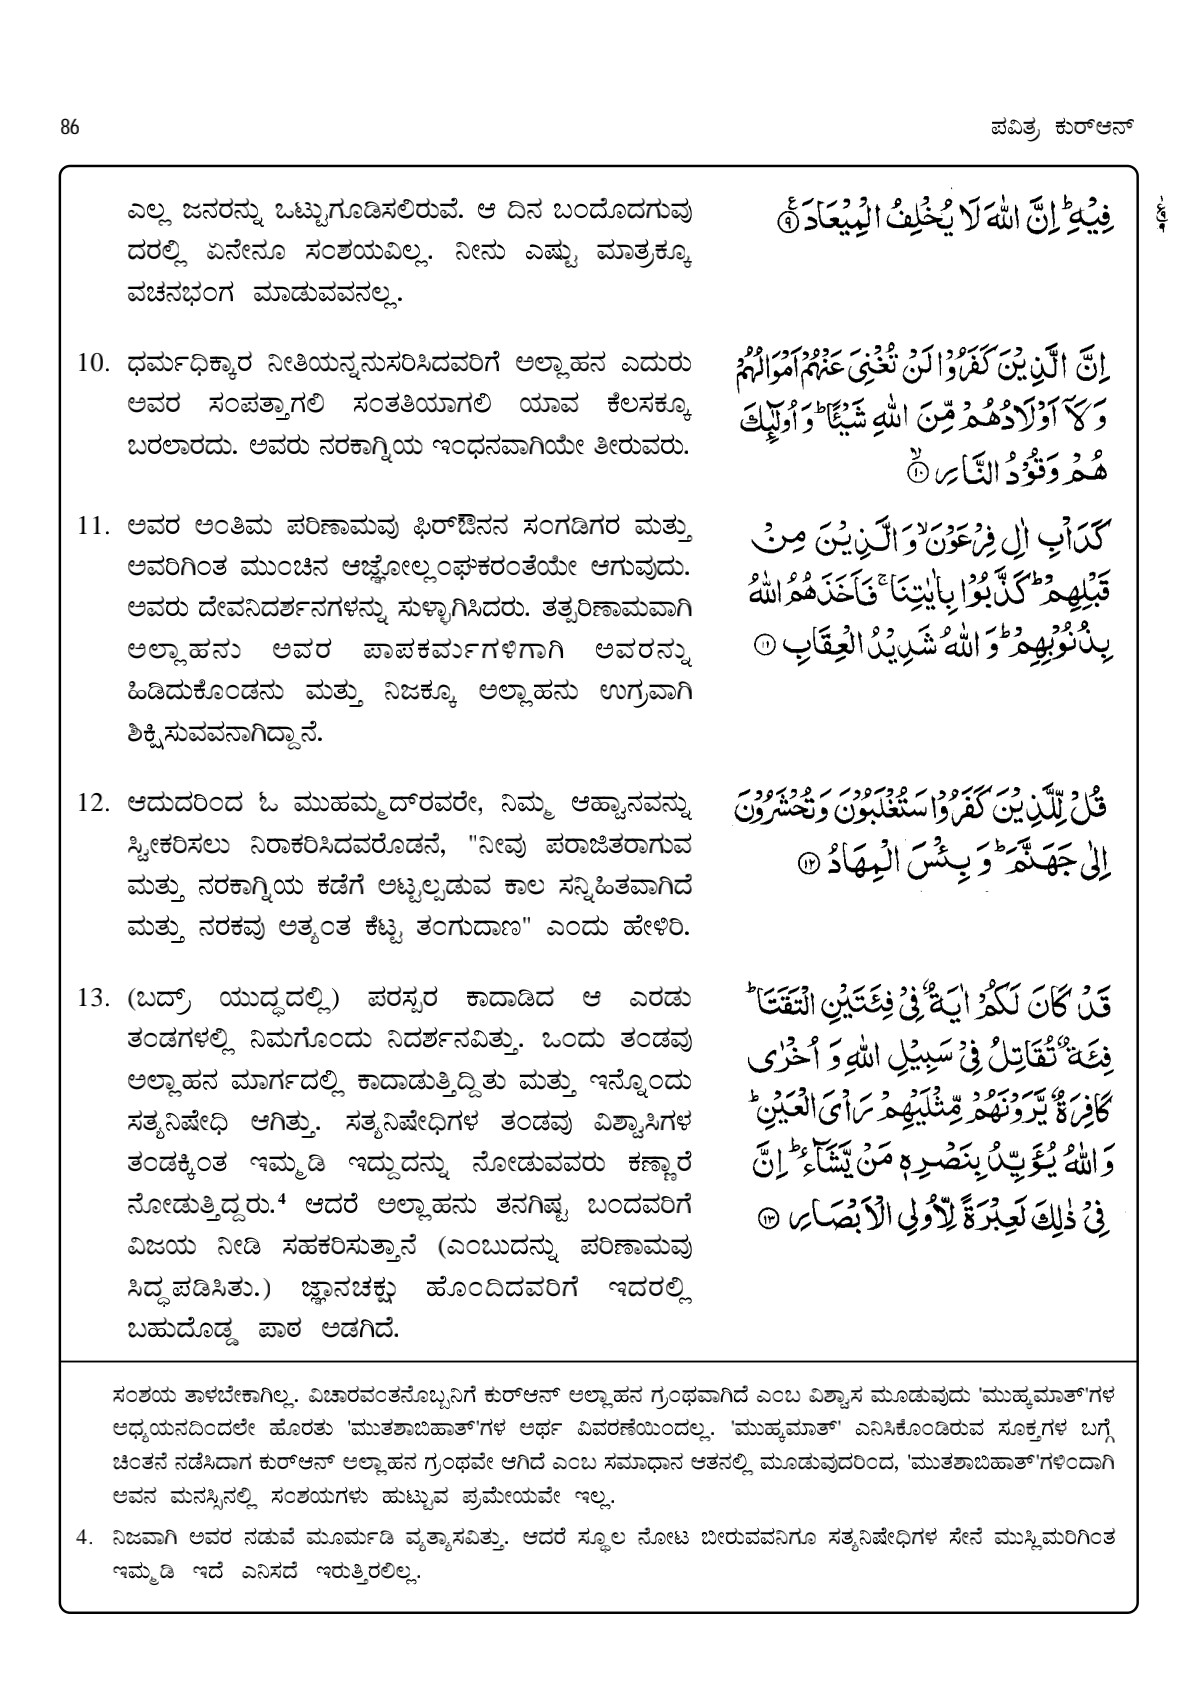 86
ಪವಿತ್ರ ಕುರ್‌ಆನ್
ಎಲ್ಲ ಜನರನ್ನು ಒಟ್ಟುಗೂಡಿಸಲಿರುವೆ. ಆ ದಿನ ಬಂದೊದಗುವು
ದರಲ್ಲಿ ಏನೇನೂ ಸಂಶಯವಿಲ್ಲ. ನೀನು ಎಷ್ಟು ಮಾತ್ರಕ್ಕೂ
ವಚನಭಂಗ ಮಾಡುವವನಲ್ಲ.
فِيْهِ ؕ اِنَّ اللّٰهَ لَا يُخْلِفُ الْمِيْعَادَ ۹
10. ಧರ್ಮಧಿಕ್ಕಾರ ನೀತಿಯನ್ನನುಸರಿಸಿದವರಿಗೆ ಅಲ್ಲಾಹನ ಎದುರು
ಅವರ ಸಂಪತ್ತಾಗಲಿ ಸಂತತಿಯಾಗಲಿ ಯಾವ ಕೆಲಸಕ್ಕೂ
ಬರಲಾರದು. ಅವರು ನರಕಾಗ್ನಿಯ ಇಂಧನವಾಗಿಯೇ ತೀರುವರು.
اِنَّ الَّذِيْنَ كَفَرُوْا لَنْ تُغْنِىَ عَنْهُمْ اَمْوَالُهُمْ
وَلَاۤ اَوْلَادُهُمْ مِّنَ اللّٰهِ شَيْـًٔا ؕ وَاُولٰٓئِكَ
هُمْ وَقُوْدُ النَّارِ ۙ ۱۰
11. ಅವರ ಅಂತಿಮ ಪರಿಣಾಮವು ಫಿರ್‌ಔನನ ಸಂಗಡಿಗರ ಮತ್ತು
ಅವರಿಗಿಂತ ಮುಂಚಿನ ಆಜ್ಞೋಲ್ಲಂಘಕರಂತೆಯೇ ಆಗುವುದು.
ಅವರು ದೇವನಿದರ್ಶನಗಳನ್ನು ಸುಳ್ಳಾಗಿಸಿದರು. ತತ್ಪರಿಣಾಮವಾಗಿ
ಅಲ್ಲಾಹನು ಅವರ ಪಾಪಕರ್ಮಗಳಿಗಾಗಿ ಅವರನ್ನು
ಹಿಡಿದುಕೊಂಡನು ಮತ್ತು ನಿಜಕ್ಕೂ ಅಲ್ಲಾಹನು ಉಗ್ರವಾಗಿ
ಶಿಕ್ಷಿಸುವವನಾಗಿದ್ದಾನೆ.
كَدَاْبِ اٰلِ فِرْعَوْنَ ۙ وَالَّذِيْنَ مِنْ
قَبْلِهِمْ ؕ كَذَّبُوْا بِاٰيٰتِنَا ۚ فَاَخَذَهُمُ اللّٰهُ
بِذُنُوْبِهِمْ ؕ وَاللّٰهُ شَدِيْدُ الْعِقَابِ ۱۱
12. ಆದುದರಿಂದ ಓ ಮುಹಮ್ಮದ್‌ರವರೇ, ನಿಮ್ಮ ಆಹ್ವಾನವನ್ನು
ಸ್ವೀಕರಿಸಲು ನಿರಾಕರಿಸಿದವರೊಡನೆ, "ನೀವು ಪರಾಜಿತರಾಗುವ
ಮತ್ತು ನರಕಾಗ್ನಿಯ ಕಡೆಗೆ ಅಟ್ಟಲ್ಪಡುವ ಕಾಲ ಸನ್ನಿಹಿತವಾಗಿದೆ
ಮತ್ತು ನರಕವು ಅತ್ಯಂತ ಕೆಟ್ಟ ತಂಗುದಾಣ" ಎಂದು ಹೇಳಿರಿ.
قُلْ لِّلَّذِيْنَ كَفَرُوْا سَتُغْلَبُوْنَ وَتُحْشَرُوْنَ
اِلٰى جَهَنَّمَ ؕ وَبِئْسَ الْمِهَادُ ۱۲
13. (ಬದ್ರ್ ಯುದ್ಧದಲ್ಲಿ) ಪರಸ್ಪರ ಕಾದಾಡಿದ ಆ ಎರಡು
ತಂಡಗಳಲ್ಲಿ ನಿಮಗೊಂದು ನಿದರ್ಶನವಿತ್ತು. ಒಂದು ತಂಡವು
ಅಲ್ಲಾಹನ ಮಾರ್ಗದಲ್ಲಿ ಕಾದಾಡುತ್ತಿದ್ದಿತು ಮತ್ತು ಇನ್ನೊಂದು
ಸತ್ಯನಿಷೇಧಿ ಆಗಿತ್ತು. ಸತ್ಯನಿಷೇಧಿಗಳ ತಂಡವು ವಿಶ್ವಾಸಿಗಳ
ತಂಡಕ್ಕಿಂತ ಇಮ್ಮಡಿ ಇದ್ದುದನ್ನು ನೋಡುವವರು ಕಣ್ಣಾರೆ
ನೋಡುತ್ತಿದ್ದರು.⁴ ಆದರೆ ಅಲ್ಲಾಹನು ತನಗಿಷ್ಟ ಬಂದವರಿಗೆ
ವಿಜಯ ನೀಡಿ ಸಹಕರಿಸುತ್ತಾನೆ (ಎಂಬುದನ್ನು ಪರಿಣಾಮವು
ಸಿದ್ಧಪಡಿಸಿತು.) ಜ್ಞಾನಚಕ್ಷು ಹೊಂದಿದವರಿಗೆ ಇದರಲ್ಲಿ
ಬಹುದೊಡ್ಡ ಪಾಠ ಅಡಗಿದೆ.
قَدْ كَانَ لَكُمْ اٰيَةٌ فِىْ فِئَتَيْنِ الْتَقَتَا ؕ
فِئَةٌ تُقَاتِلُ فِىْ سَبِيْلِ اللّٰهِ وَاُخْرٰى
كَافِرَةٌ يَّرَوْنَهُمْ مِّثْلَيْهِمْ رَاْىَ الْعَيْنِ ؕ
وَاللّٰهُ يُؤَيِّدُ بِنَصْرِهٖ مَنْ يَّشَآءُ ؕ اِنَّ
فِىْ ذٰلِكَ لَعِبْرَةً لِّاُولِى الْاَبْصَارِ ۱۳
ಸಂಶಯ ತಾಳಬೇಕಾಗಿಲ್ಲ. ವಿಚಾರವಂತನೊಬ್ಬನಿಗೆ ಕುರ್‌ಆನ್ ಅಲ್ಲಾಹನ ಗ್ರಂಥವಾಗಿದೆ ಎಂಬ ವಿಶ್ವಾಸ ಮೂಡುವುದು 'ಮುಹ್ಕಮಾತ್'ಗಳ
ಅಧ್ಯಯನದಿಂದಲೇ ಹೊರತು 'ಮುತಶಾಬಿಹಾತ್'ಗಳ ಅರ್ಥ ವಿವರಣೆಯಿಂದಲ್ಲ. 'ಮುಹ್ಕಮಾತ್' ಎನಿಸಿಕೊಂಡಿರುವ ಸೂಕ್ತಗಳ ಬಗ್ಗೆ
ಚಿಂತನೆ ನಡೆಸಿದಾಗ ಕುರ್‌ಆನ್ ಅಲ್ಲಾಹನ ಗ್ರಂಥವೇ ಆಗಿದೆ ಎಂಬ ಸಮಾಧಾನ ಆತನಲ್ಲಿ ಮೂಡುವುದರಿಂದ, 'ಮುತಶಾಬಿಹಾತ್'ಗಳಿಂದಾಗಿ
ಅವನ ಮನಸ್ಸಿನಲ್ಲಿ ಸಂಶಯಗಳು ಹುಟ್ಟುವ ಪ್ರಮೇಯವೇ ಇಲ್ಲ.
4. ನಿಜವಾಗಿ ಅವರ ನಡುವೆ ಮೂರ್ಮಡಿ ವ್ಯತ್ಯಾಸವಿತ್ತು. ಆದರೆ ಸ್ಥೂಲ ನೋಟ ಬೀರುವವನಿಗೂ ಸತ್ಯನಿಷೇಧಿಗಳ ಸೇನೆ ಮುಸ್ಲಿಮರಿಗಿಂತ
ಇಮ್ಮಡಿ ಇದೆ ಎನಿಸದೆ ಇರುತ್ತಿರಲಿಲ್ಲ.